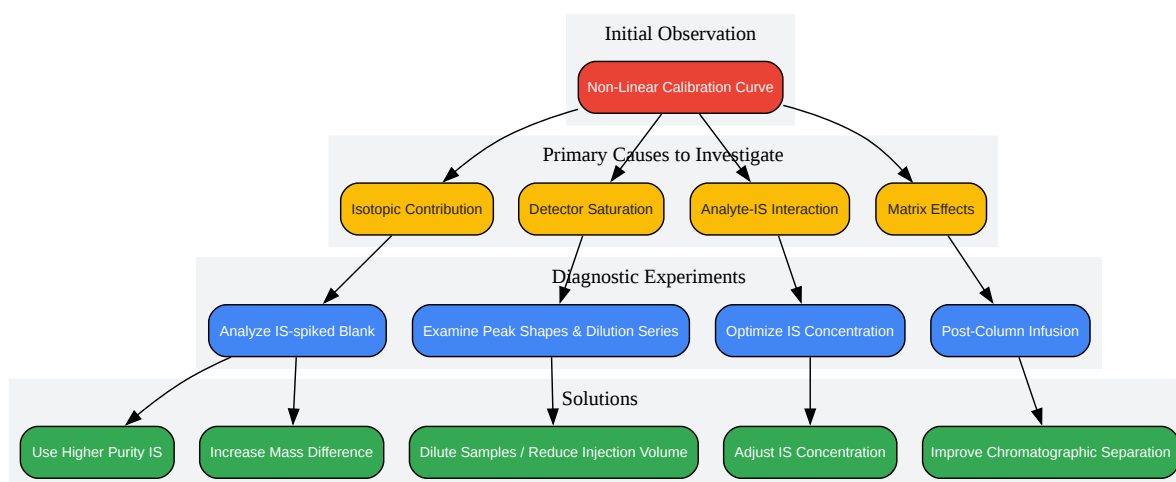 Initial Observation
Non-Linear Calibration Curve
Primary Causes to Investigate
Isotopic Contribution
Detector Saturation
Analyte-IS Interaction
Matrix Effects
Diagnostic Experiments
Analyze IS-spiked Blank
Examine Peak Shapes & Dilution Series
Optimize IS Concentration
Post-Column Infusion
Solutions
Use Higher Purity IS
Increase Mass Difference
Dilute Samples / Reduce Injection Volume
Adjust IS Concentration
Improve Chromatographic Separation